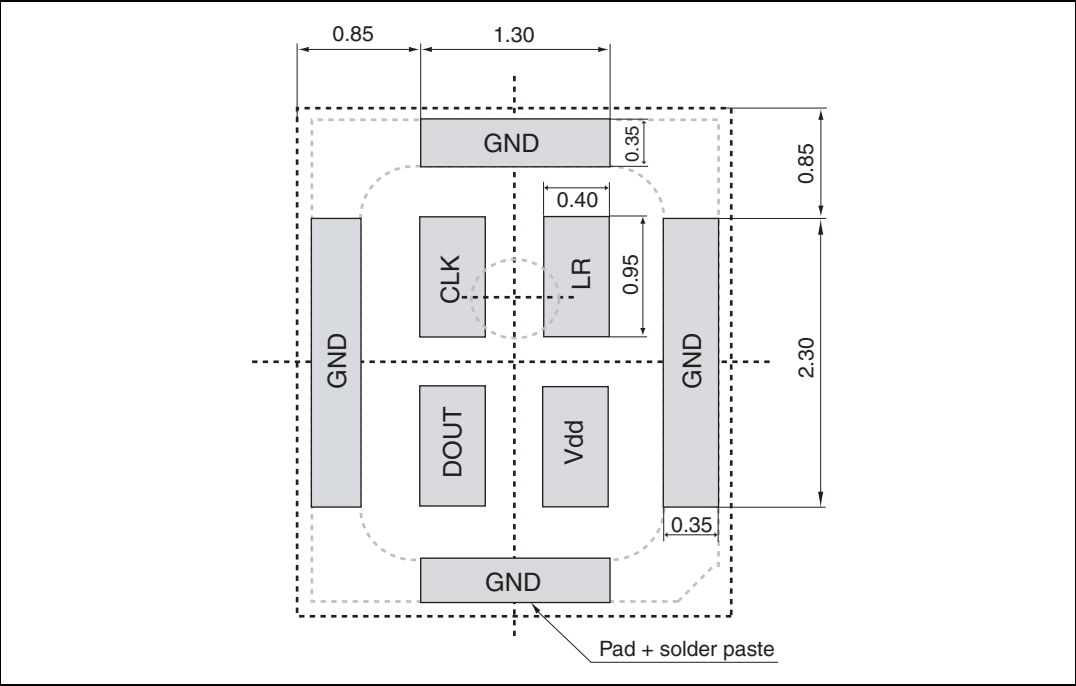 0.85
1.30
GND
0.35
0.85
0.40
CLK
LR
0.95
GND
GND
2.30
DOUT
Vdd
0.35
GND
Pad + solder paste